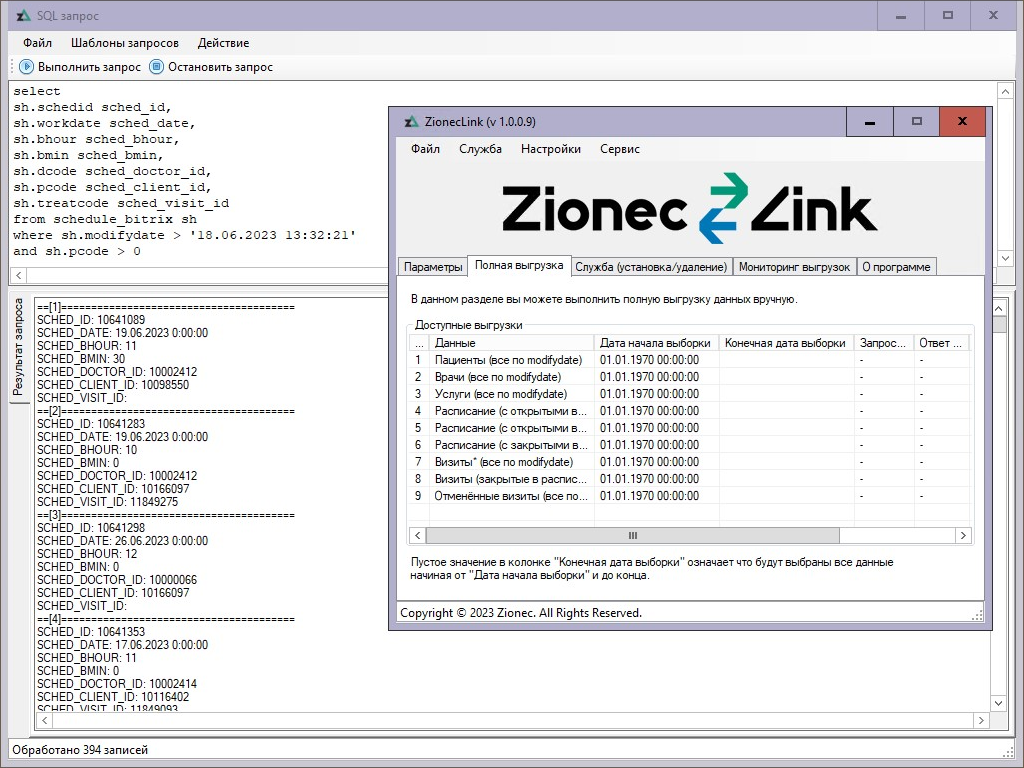 SQL запрос
Файл Шаблоны запросов Действие
Выполнить запрос Остановить запрос
select
sh.schedid sched_id,
sh.workdate sched_date,
sh.bhour sched_bhour,
sh.bmin sched_bmin,
sh.dcode sched_doctor_id,
sh.pcode sched_client_id,
sh.treatcode sched_visit_id
from schedule_bitrix sh
where sh.modifydate > '18.06.2023 13:32:21'
and sh.pcode > 0
Результат запроса
==[1]=======================================
SCHED_ID: 10641089
SCHED_DATE: 19.06.2023 0:00:00
SCHED_BHOUR: 11
SCHED_BMIN: 30
SCHED_DOCTOR_ID: 10002412
SCHED_CLIENT_ID: 10098550
SCHED_VISIT_ID:
==[2]=======================================
SCHED_ID: 10641283
SCHED_DATE: 19.06.2023 0:00:00
SCHED_BHOUR: 10
SCHED_BMIN: 0
SCHED_DOCTOR_ID: 10002412
SCHED_CLIENT_ID: 10166097
SCHED_VISIT_ID: 11849275
==[3]=======================================
SCHED_ID: 10641298
SCHED_DATE: 26.06.2023 0:00:00
SCHED_BHOUR: 12
SCHED_BMIN: 0
SCHED_DOCTOR_ID: 10000066
SCHED_CLIENT_ID: 10166097
SCHED_VISIT_ID:
==[4]=======================================
SCHED_ID: 10641353
SCHED_DATE: 17.06.2023 0:00:00
SCHED_BHOUR: 11
SCHED_BMIN: 0
SCHED_DOCTOR_ID: 10002414
SCHED_CLIENT_ID: 10116402
SCHED_VISIT_ID: 11849093
Обработано 394 записей
ZionecLink (v 1.0.0.9)
Файл Служба Настройки Сервис
Zionec Link
Параметры Полная выгрузка Служба (установка/удаление) Мониторинг выгрузок О программе
В данном разделе вы можете выполнить полную выгрузку данных вручную.
Доступные выгрузки
... Данные Дата начала выборки Конечная дата выборки Запрос... Ответ ...
1 Пациенты (все по modifydate) 01.01.1970 00:00:00 - -
2 Врачи (все по modifydate) 01.01.1970 00:00:00 - -
3 Услуги (все по modifydate) 01.01.1970 00:00:00 - -
4 Расписание (с открытыми в... 01.01.1970 00:00:00 - -
5 Расписание (с открытыми в... 01.01.1970 00:00:00 - -
6 Расписание (с закрытыми в... 01.01.1970 00:00:00 - -
7 Визиты* (все по modifydate) 01.01.1970 00:00:00 - -
8 Визиты (закрытые в распис... 01.01.1970 00:00:00 - -
9 Отменённые визиты (все по... 01.01.1970 00:00:00 - -
Пустое значение в колонке "Конечная дата выборки" означает что будут выбраны все данные
начиная от "Дата начала выборки" и до конца.
Copyright © 2023 Zionec. All Rights Reserved.